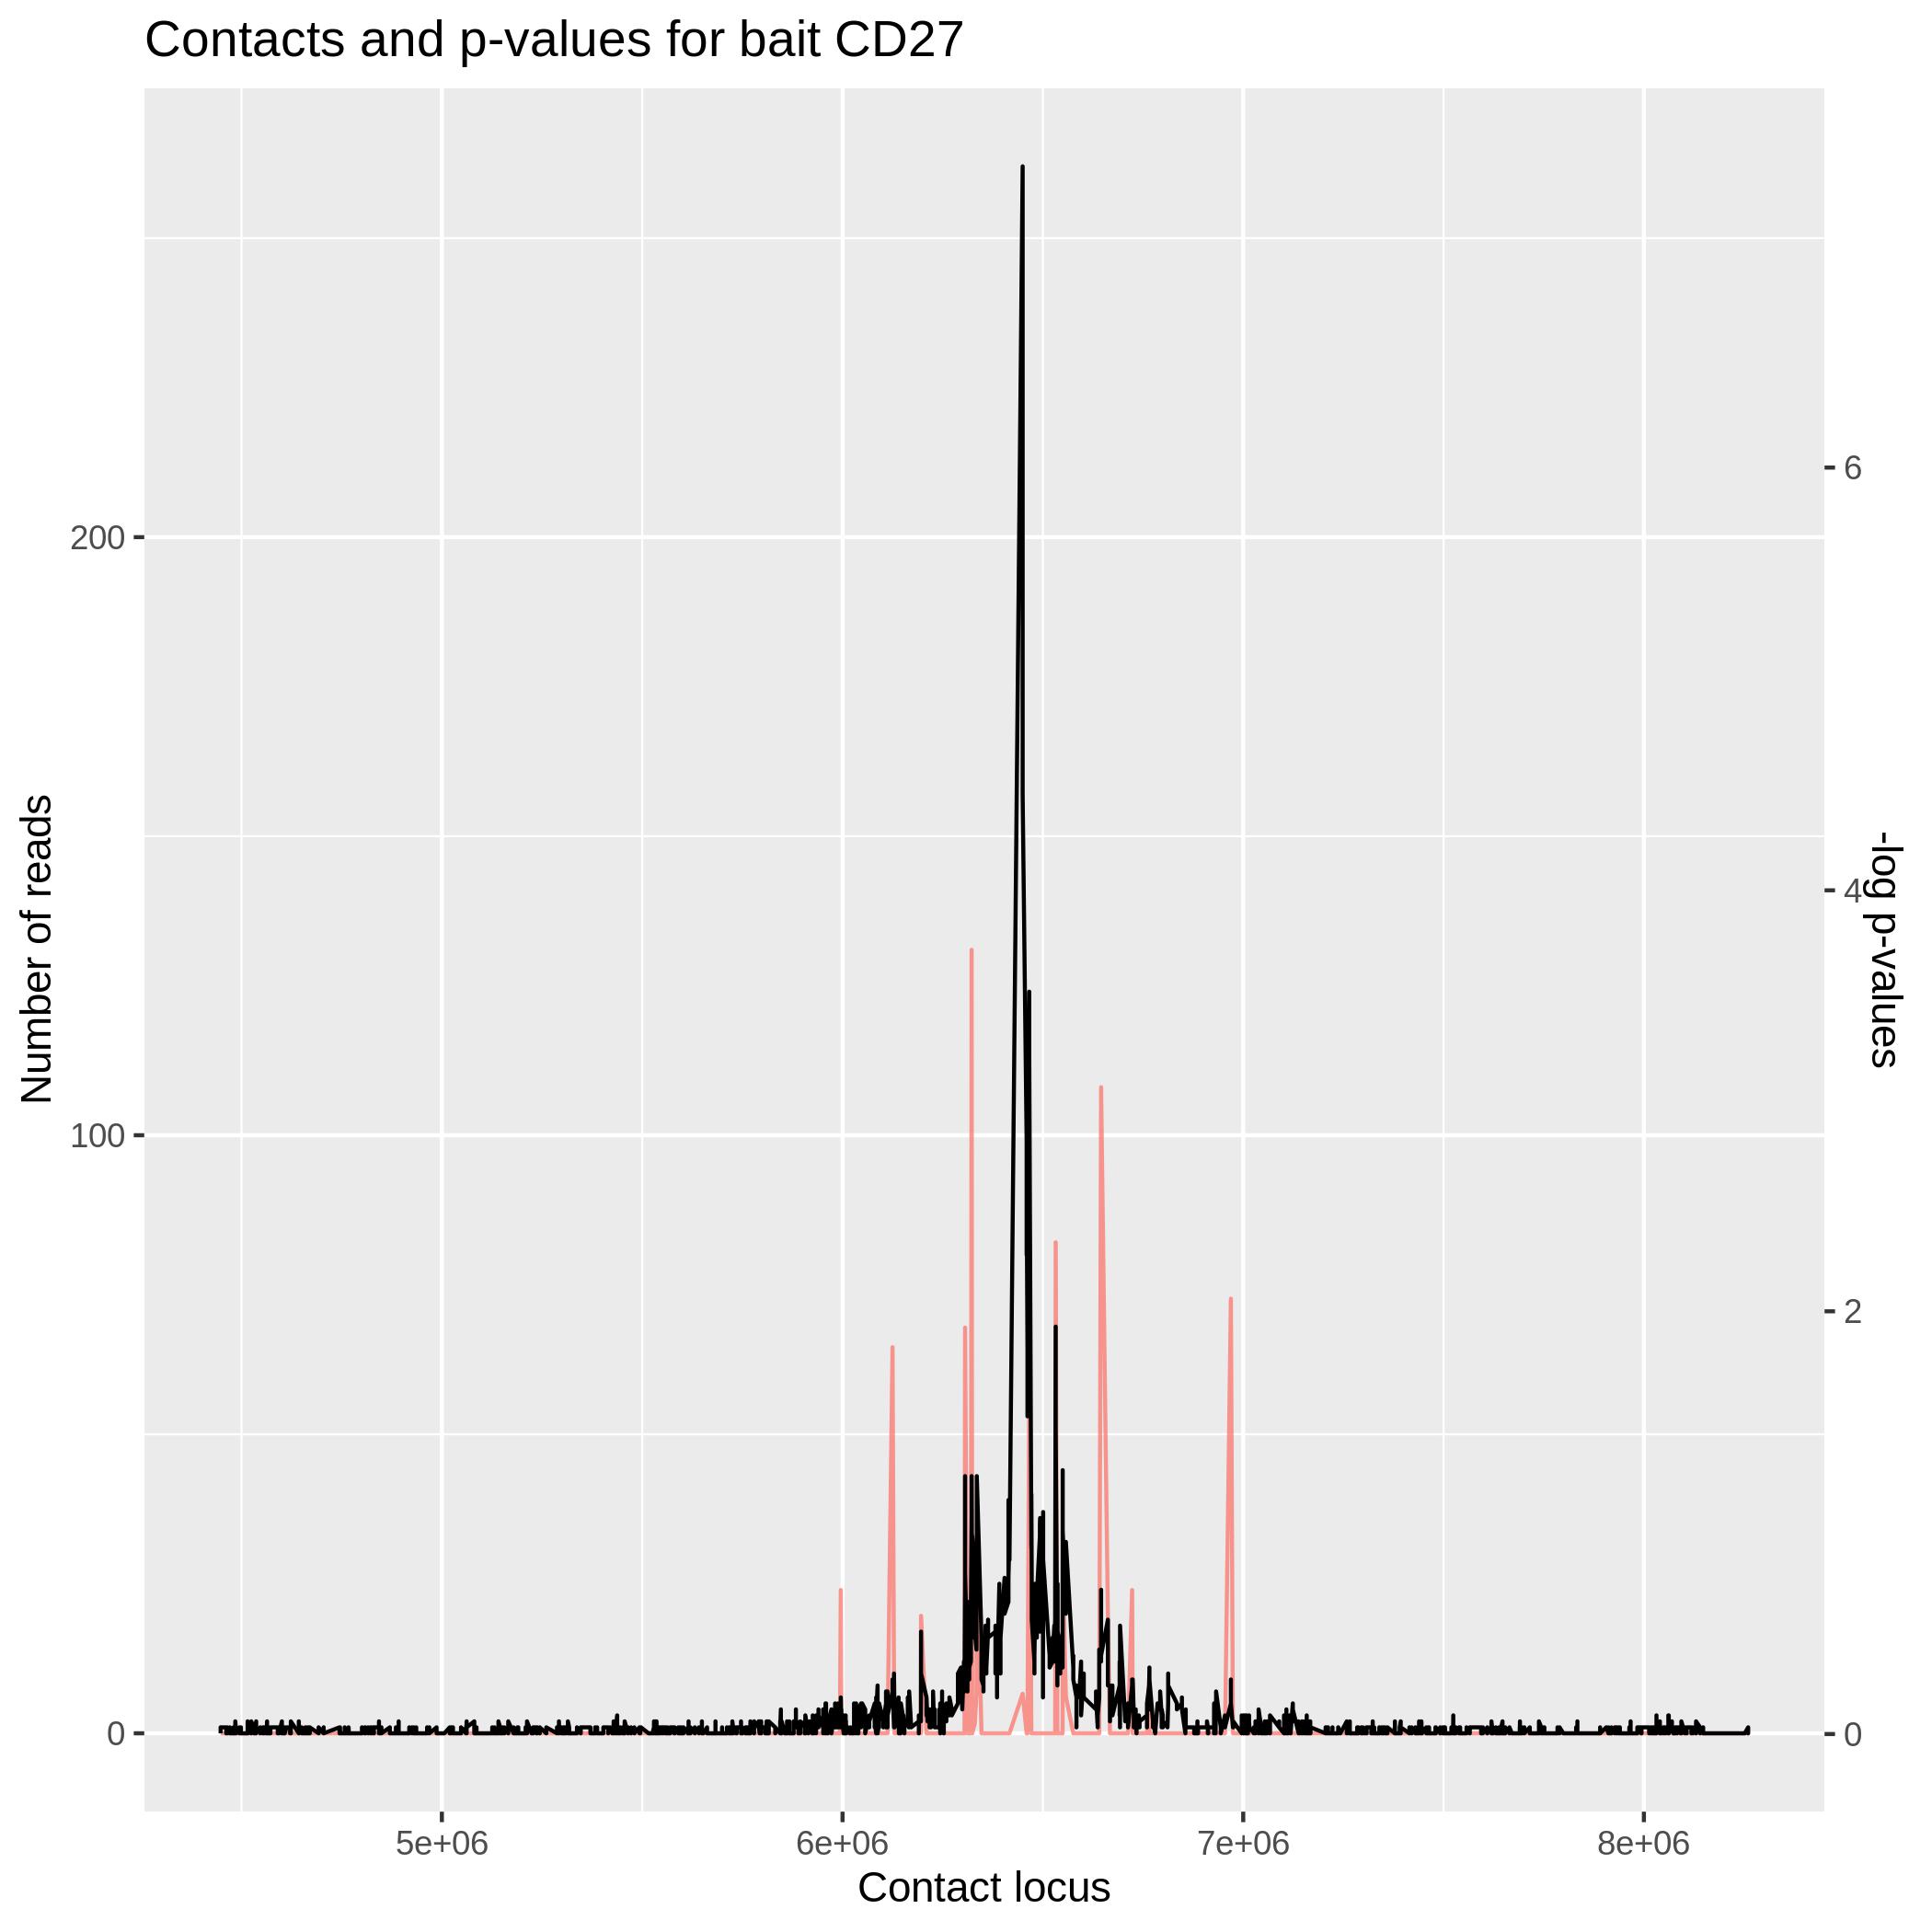 Contacts and p-values for bait CD27
Number of reads
200
100
0
6
4
2
0
-log p-values
5e+06
6e+06
7e+06
8e+06
Contact locus